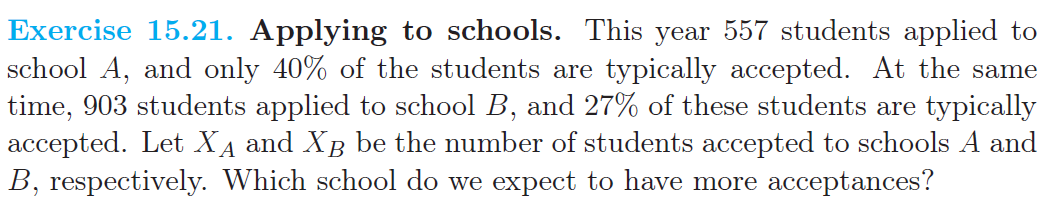 Exercise 15.21. Applying to schools. This year 557 students applied to
school A, and only 40% of the students are typically accepted. At the same
time, 903 students applied to school B, and 27% of these students are typically
accepted. Let X_A and X_B be the number of students accepted to schools A and
B, respectively. Which school do we expect to have more acceptances?